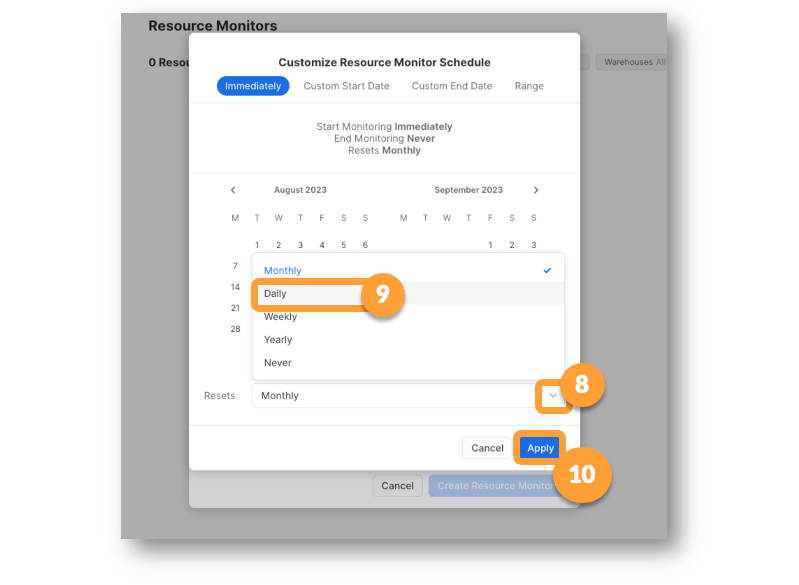 Resource Monitors
0 Resou
Warehouses All
Customize Resource Monitor Schedule
Immediately Custom Start Date Custom End Date Range
Start Monitoring Immediately
End Monitoring Never
Resets Monthly
August 2023 September 2023
M T W T F S S M T W T F S S
1 2 3 4 5 6 1 2 3
7
14
21
28
Monthly
Daily
9
Weekly
Yearly
Never
8
Resets Monthly
Cancel Apply
10
Cancel Create Resource Monitor